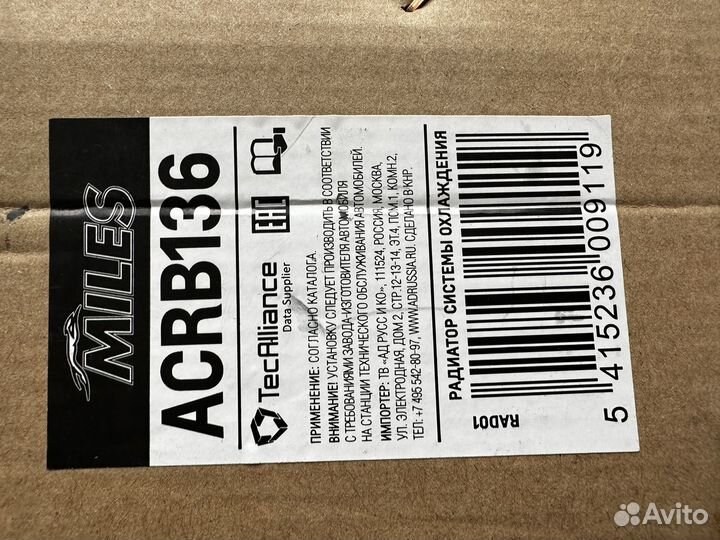 MILES
ACRB136
EAC
TecAlliance
Data Supplier
ПРИМЕНЕНИЕ: СОГЛАСНО КАТАЛОГА.
ВНИМАНИЕ! УСТАНОВКУ СЛЕДУЕТ ПРОИЗВОДИТЬ В СООТВЕТСТВИИ
С ТРЕБОВАНИЯМИ ЗАВОДА-ИЗГОТОВИТЕЛЯ АВТОМОБИЛЯ
НА СТАНЦИИ ТЕХНИЧЕСКОГО ОБСЛУЖИВАНИЯ АВТОМОБИЛЕЙ.
ИМПОРТЕР: ТВ «АД РУСС И КО», 111524, РОССИЯ, МОСКВА,
УЛ. ЭЛЕКТРОДНАЯ, ДОМ 2, СТР.12-13-14, ЭТ.4, ПОМ.1, КОМН.2,
ТЕЛ: +7 495 542-80-97, WWW.ADRUSSIA.RU. СДЕЛАНО В КНР.
РАДИАТОР СИСТЕМЫ ОХЛАЖДЕНИЯ
RAD01
5 415236 009119
Avito